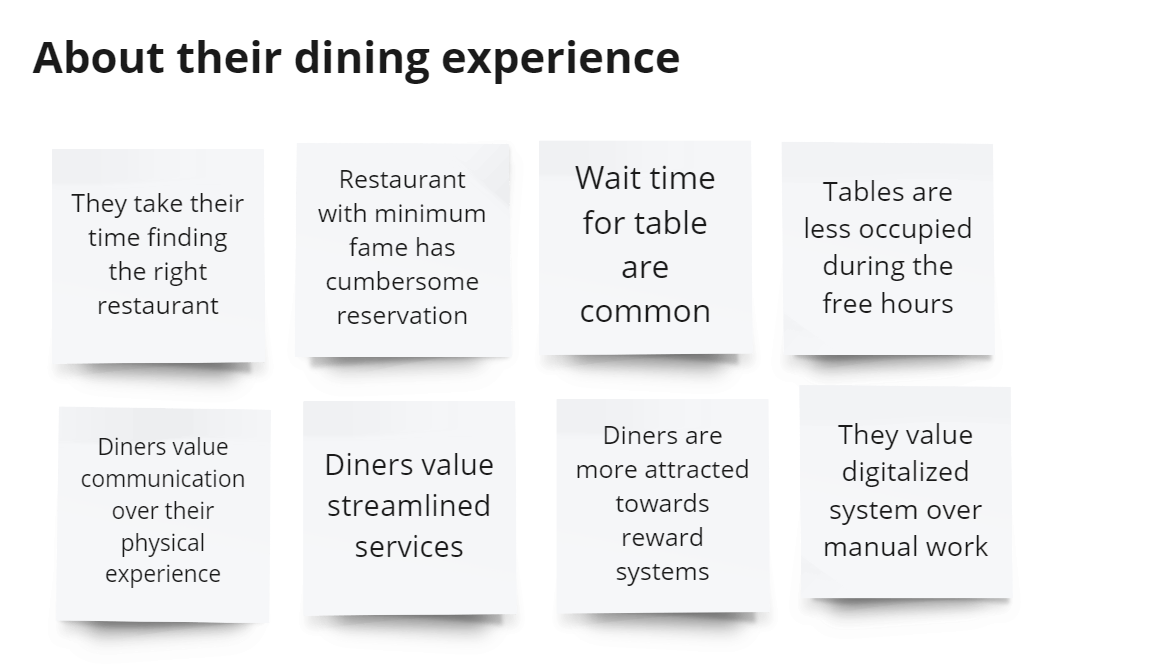 About their dining experience
They take their
time finding
the right
restaurant
Restaurant
with minimum
fame has
cumbersome
reservation
Wait time
for table
are
common
Tables are
less occupied
during the
free hours
Diners value
communication
over their
physical
experience
Diners value
streamlined
services
Diners are
more attracted
towards
reward
systems
They value
digitalized
system over
manual work